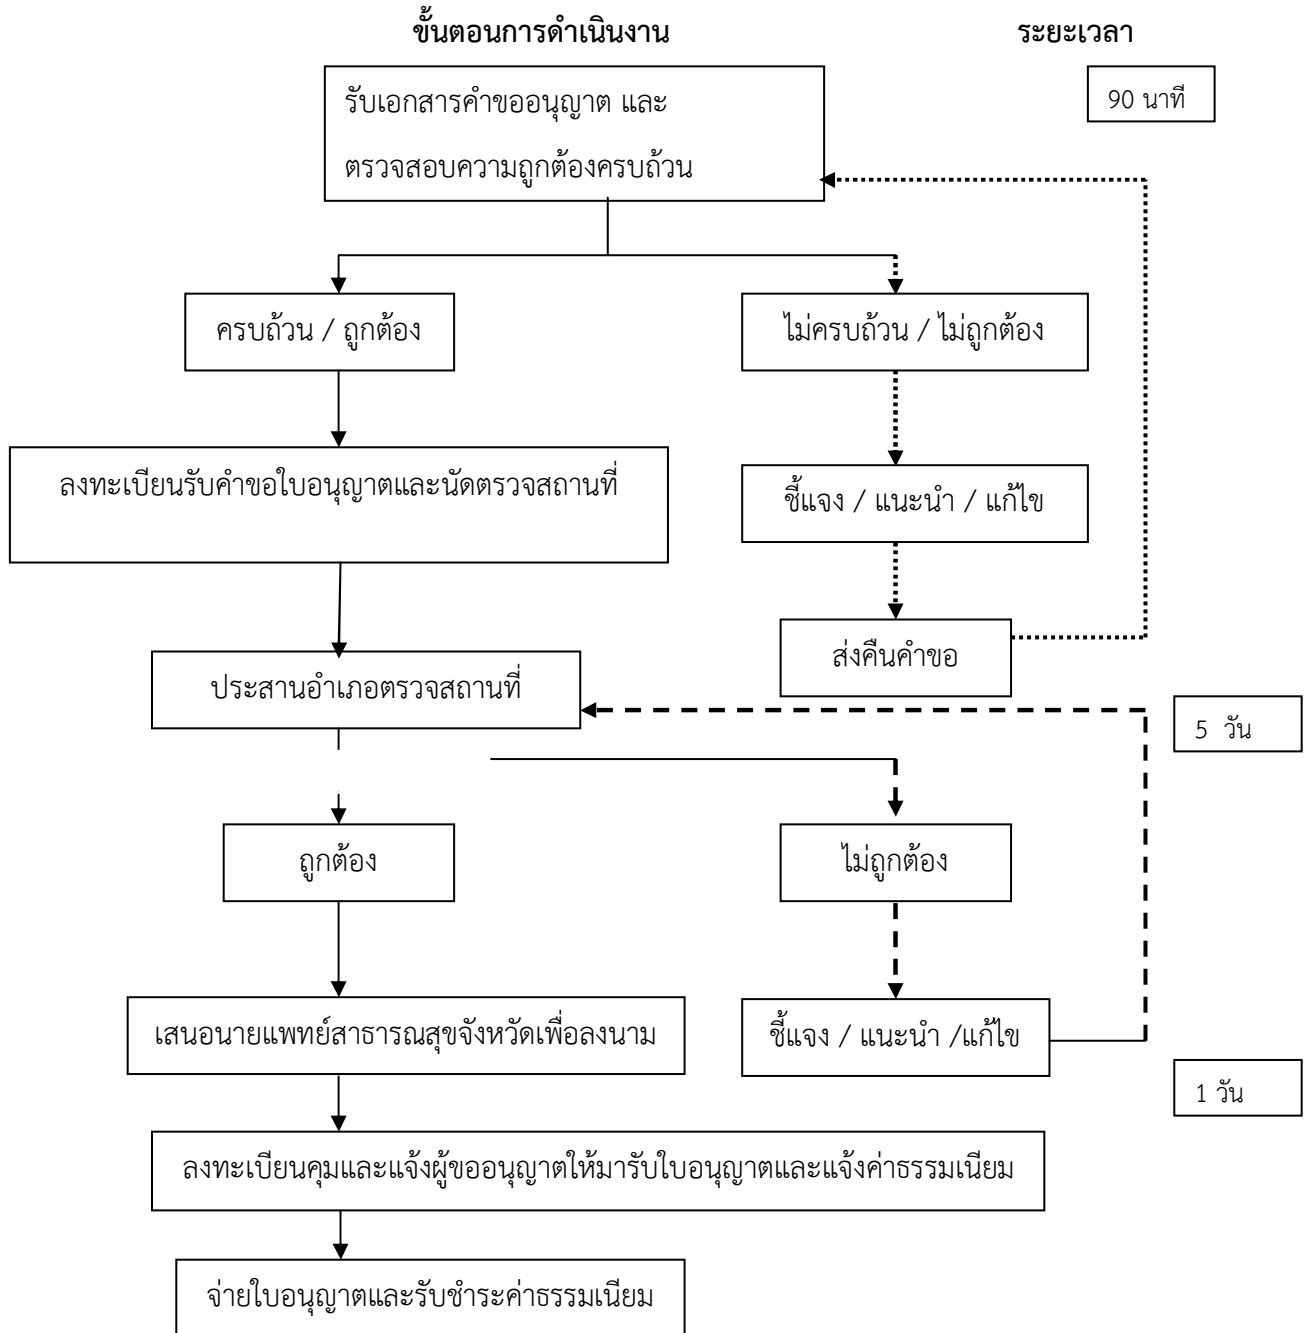 ขั้นตอนการดำเนินงาน ระยะเวลา
รับเอกสารคำขออนุญาต และ
90 นาที
ตรวจสอบความถูกต้องครบถ้วน
ครบถ้วน / ถูกต้อง
ไม่ครบถ้วน / ไม่ถูกต้อง
ลงทะเบียนรับคำขอใบอนุญาตและนัดตรวจสถานที่
ชี้แจง / แนะนำ / แก้ไข
ส่งคืนคำขอ
ประสานอำเภอตรวจสถานที่
5 วัน
ถูกต้อง
ไม่ถูกต้อง
เสนอนายแพทย์สาธารณสุขจังหวัดเพื่อลงนาม
ชี้แจง / แนะนำ /แก้ไข
1 วัน
ลงทะเบียนคุมและแจ้งผู้ขออนุญาตให้มารับใบอนุญาตและแจ้งค่าธรรมเนียม
จ่ายใบอนุญาตและรับชำระค่าธรรมเนียม